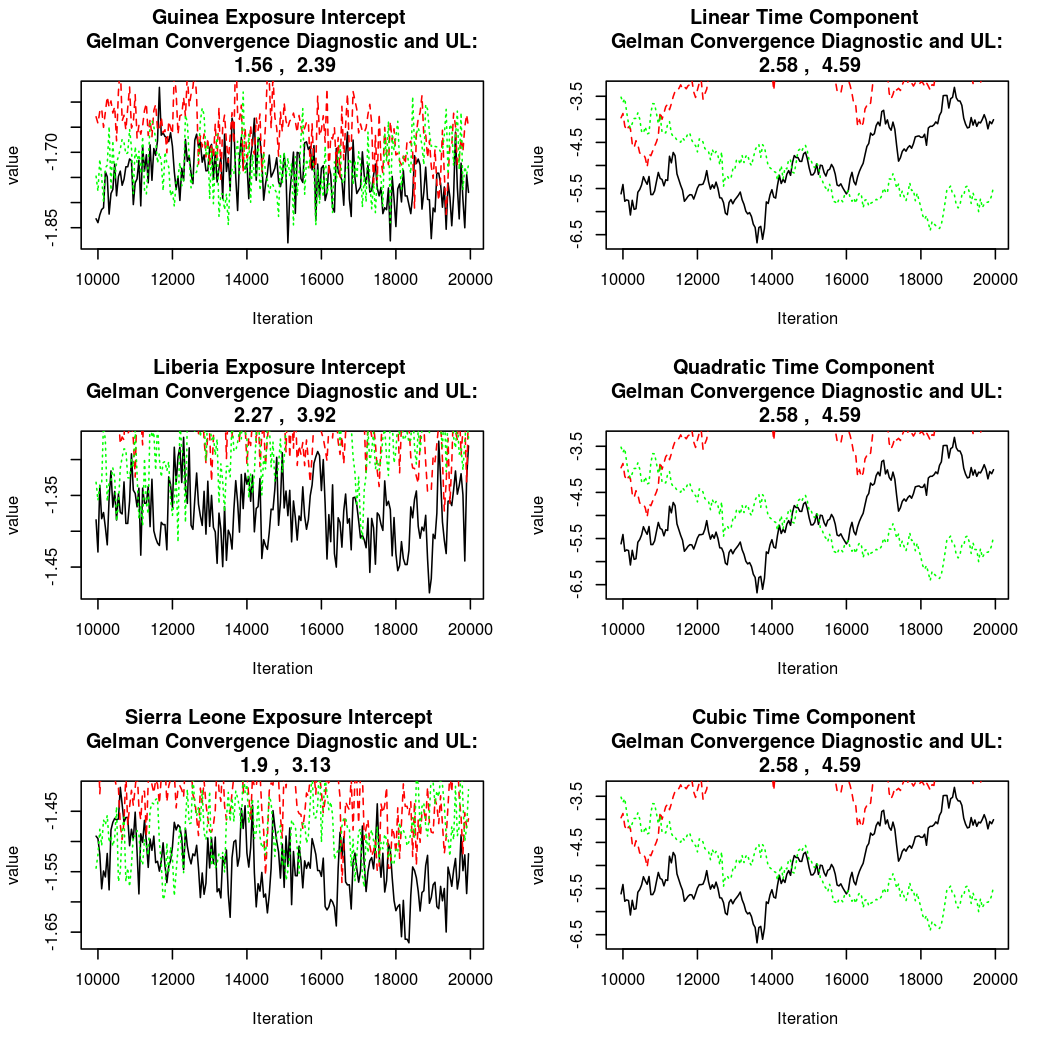 Guinea Exposure Intercept
Gelman Convergence Diagnostic and UL:
1.56 ,  2.39
value
-1.70
-1.85
10000 12000 14000 16000 18000 20000
Iteration
Linear Time Component
Gelman Convergence Diagnostic and UL:
2.58 ,  4.59
value
-3.5
-4.5
-5.5
-6.5
10000 12000 14000 16000 18000 20000
Iteration
Liberia Exposure Intercept
Gelman Convergence Diagnostic and UL:
2.27 ,  3.92
value
-1.35
-1.45
10000 12000 14000 16000 18000 20000
Iteration
Quadratic Time Component
Gelman Convergence Diagnostic and UL:
2.58 ,  4.59
value
-3.5
-4.5
-5.5
-6.5
10000 12000 14000 16000 18000 20000
Iteration
Sierra Leone Exposure Intercept
Gelman Convergence Diagnostic and UL:
1.9 ,  3.13
value
-1.45
-1.55
-1.65
10000 12000 14000 16000 18000 20000
Iteration
Cubic Time Component
Gelman Convergence Diagnostic and UL:
2.58 ,  4.59
value
-3.5
-4.5
-5.5
-6.5
10000 12000 14000 16000 18000 20000
Iteration